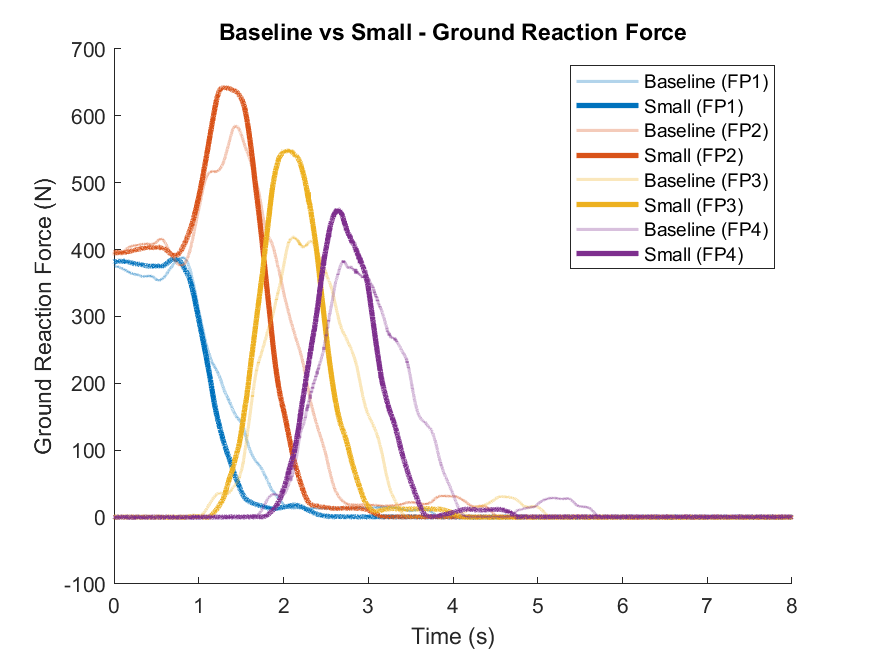 Baseline vs Small - Ground Reaction Force
700
600
500
400
300
200
100
0
-100
Ground Reaction Force (N)
Baseline (FP1)
Small (FP1)
Baseline (FP2)
Small (FP2)
Baseline (FP3)
Small (FP3)
Baseline (FP4)
Small (FP4)
0 1 2 3 4 5 6 7 8
Time (s)